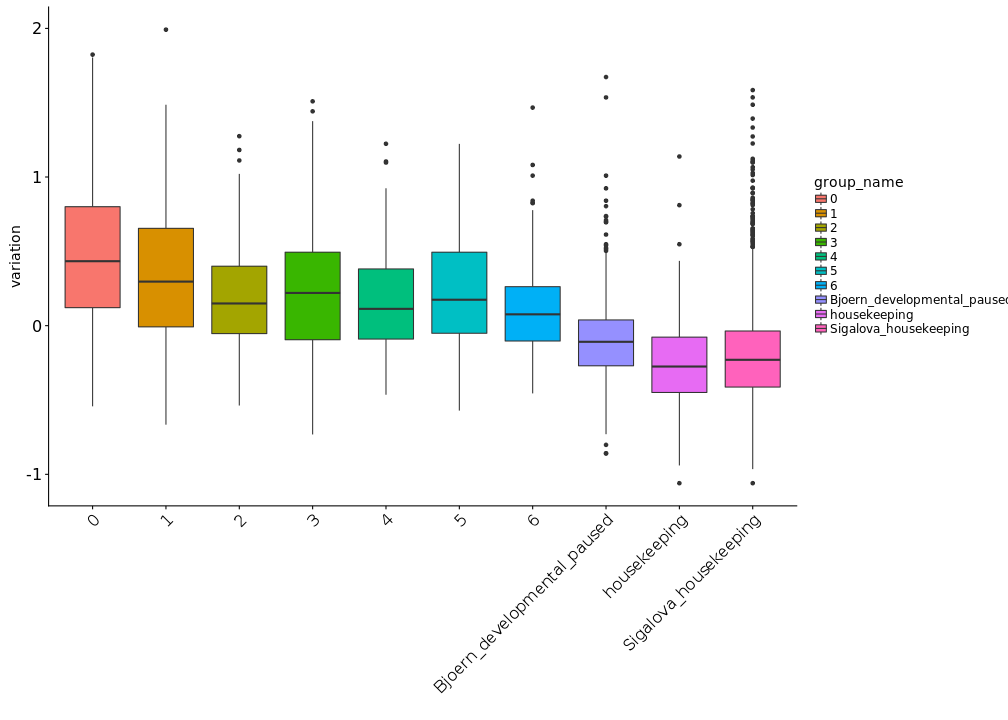 2
1
0
-1
variation
0
1
2
3
4
5
6
Bjoern_developmental_paused
housekeeping
Sigalova_housekeeping
group_name
0
1
2
3
4
5
6
Bjoern_developmental_paused
housekeeping
Sigalova_housekeeping